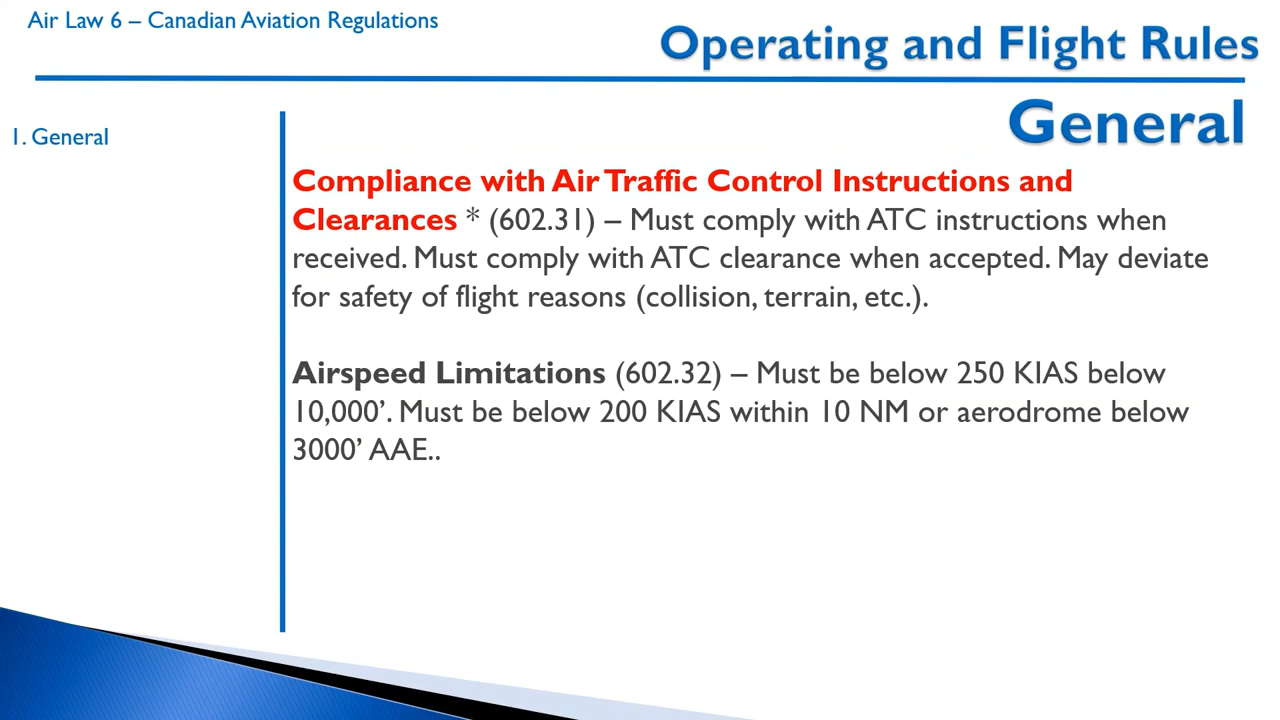 Air Law 6 – Canadian Aviation Regulations
Operating and Flight Rules
General
1. General
Compliance with Air Traffic Control Instructions and
Clearances * (602.31) – Must comply with ATC instructions when
received. Must comply with ATC clearance when accepted. May deviate
for safety of flight reasons (collision, terrain, etc.).
Airspeed Limitations (602.32) – Must be below 250 KIAS below
10,000’. Must be below 200 KIAS within 10 NM or aerodrome below
3000’ AAE..